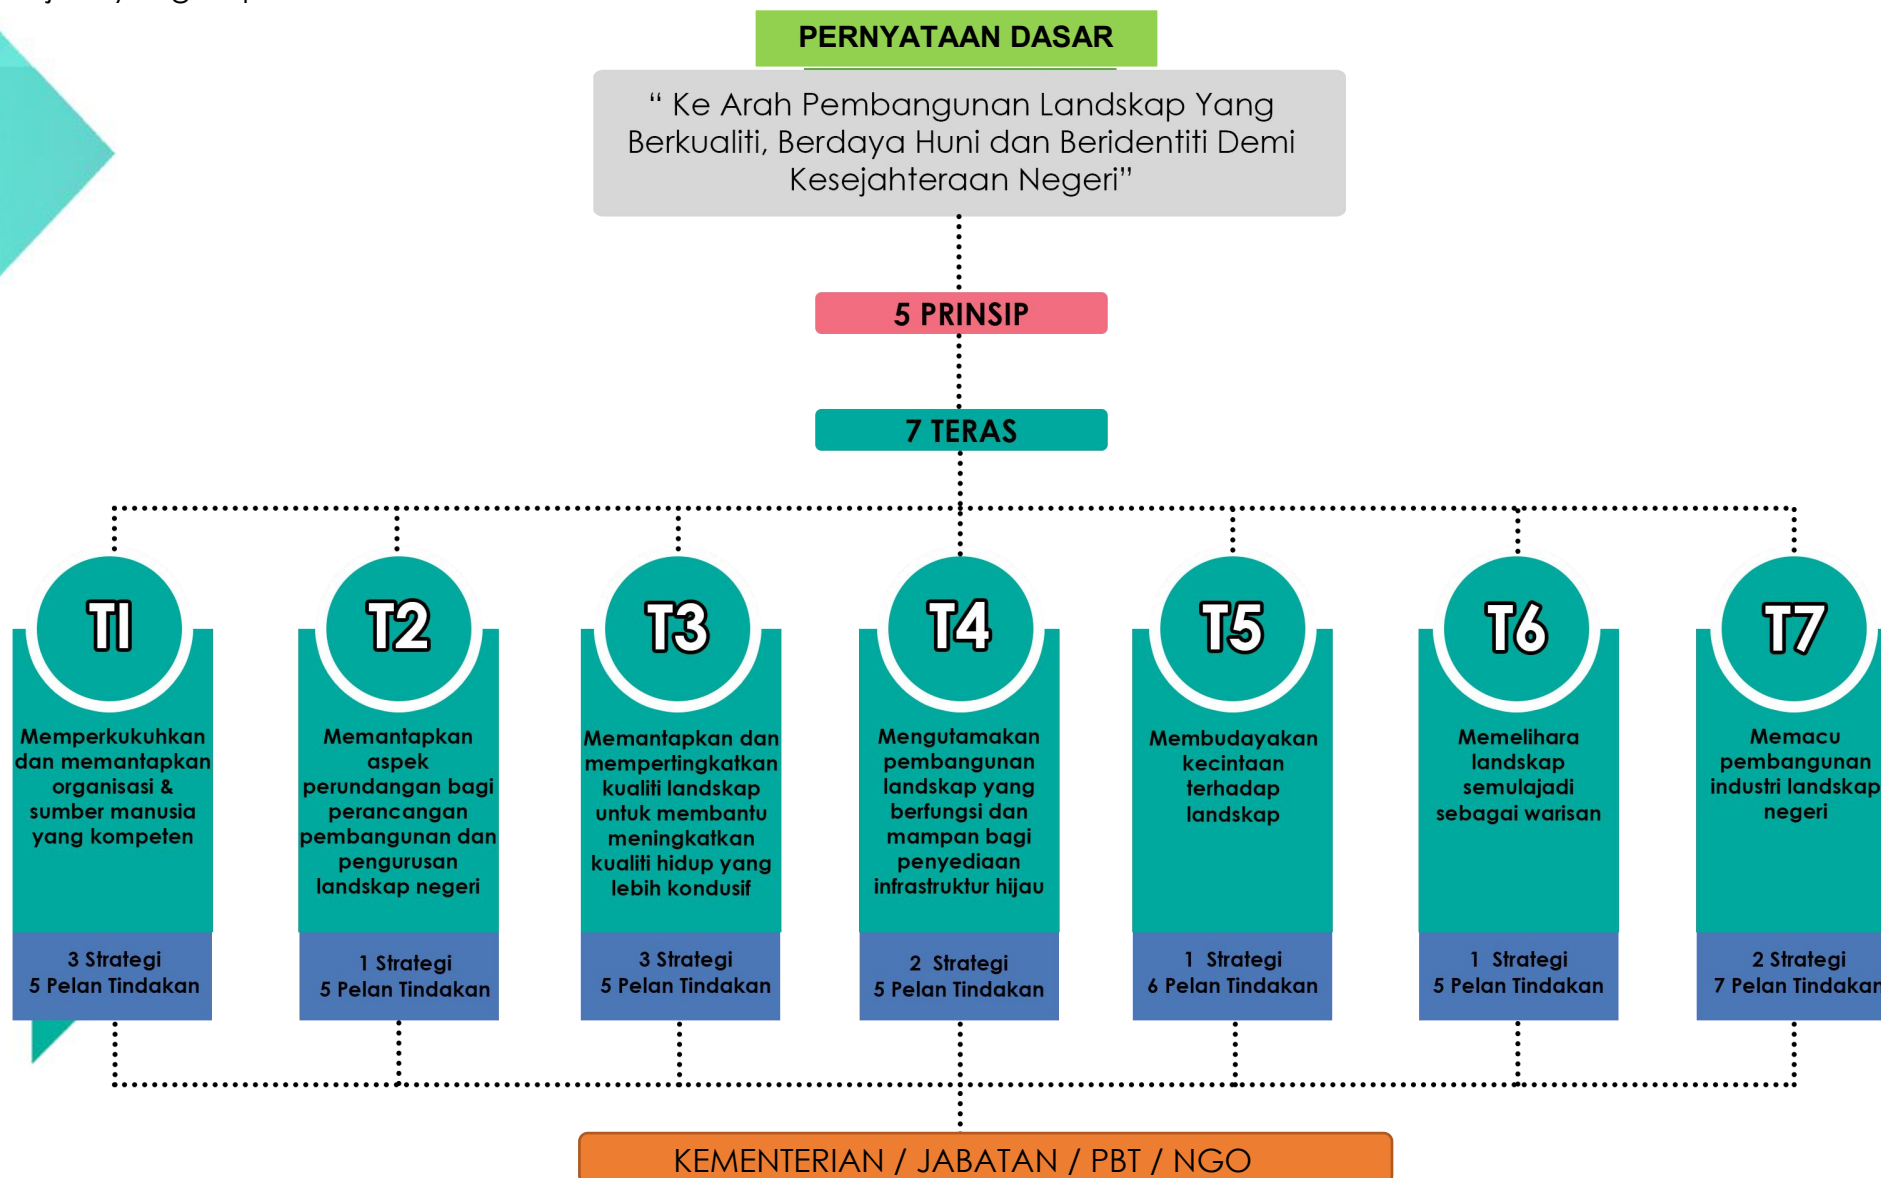 PERNYATAAN DASAR
“ Ke Arah Pembangunan Landskap Yang
Berkualiti, Berdaya Huni dan Beridentiti Demi
Kesejahteraan Negeri”
5 PRINSIP
7 TERAS
T1
Memperkukuhkan
dan memantapkan
organisasi &
sumber manusia
yang kompeten
3 Strategi
5 Pelan Tindakan
T2
Memantapkan
aspek
perundangan bagi
perancangan
pembangunan dan
pengurusan
landskap negeri
1 Strategi
5 Pelan Tindakan
T3
Memantapkan dan
mempertingkatkan
kualiti landskap
untuk membantu
meningkatkan
kualiti hidup yang
lebih kondusif
3 Strategi
5 Pelan Tindakan
T4
Mengutamakan
pembangunan
landskap yang
berfungsi dan
mampan bagi
penyediaan
infrastruktur hijau
2 Strategi
5 Pelan Tindakan
T5
Membudayakan
kecintaan
terhadap
landskap
1 Strategi
6 Pelan Tindakan
T6
Memelihara
landskap
semulajadi
sebagai warisan
1 Strategi
5 Pelan Tindakan
T7
Memacu
pembangunan
industri landskap
negeri
2 Strategi
7 Pelan Tindakan
KEMENTERIAN / JABATAN / PBT / NGO